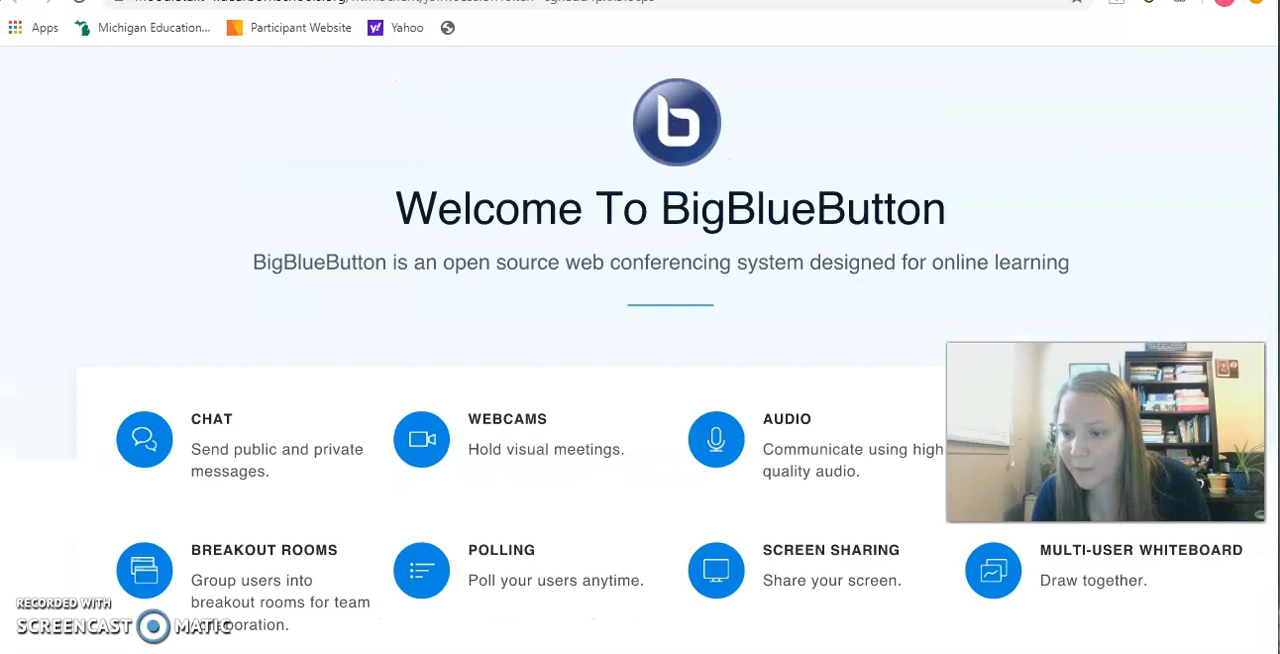 Apps Michigan Education... Participant Website Yahoo
b
Welcome To BigBlueButton
BigBlueButton is an open source web conferencing system designed for online learning
CHAT
Send public and private
messages.
WEBCAMS
Hold visual meetings.
AUDIO
Communicate using high
quality audio.
BREAKOUT ROOMS
Group users into
breakout rooms for team
POLLING
Poll your users anytime.
SCREEN SHARING
Share your screen.
MULTI-USER WHITEBOARD
Draw together.
RECORDED WITH
SCREENCAST MATIC